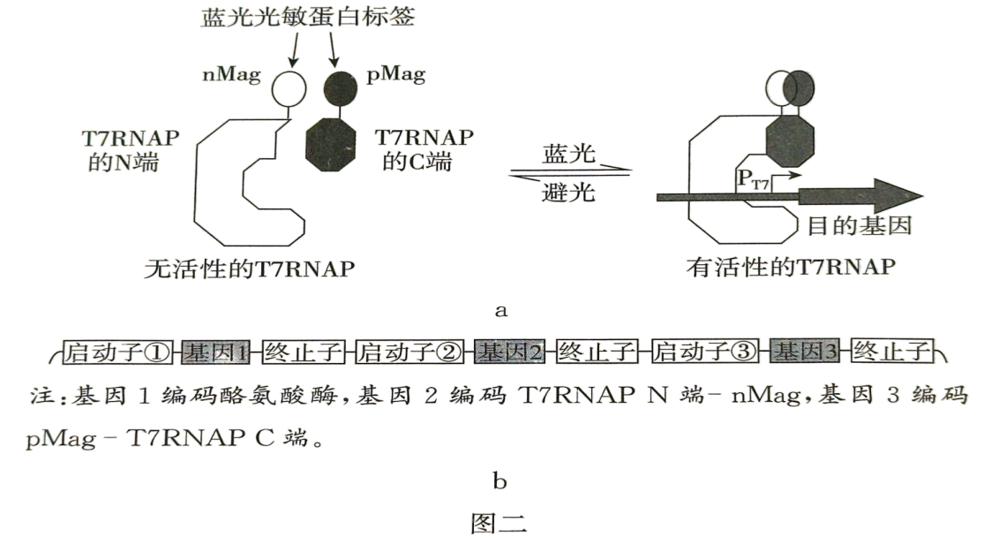 蓝光光敏蛋白标签
nMag
pMag
T7RNAP
的N端
T7RNAP
的C端
蓝光
避光
PT7
目的基因
无活性的T7RNAP
有活性的T7RNAP
a
启动子① 基因1 终止子 启动子② 基因2 终止子 启动子③ 基因3 终止子
注:基因 1 编码酪氨酸酶,基因 2 编码 T7RNAP N 端- nMag,基因 3 编码
pMag - T7RNAP C 端。
b
图二